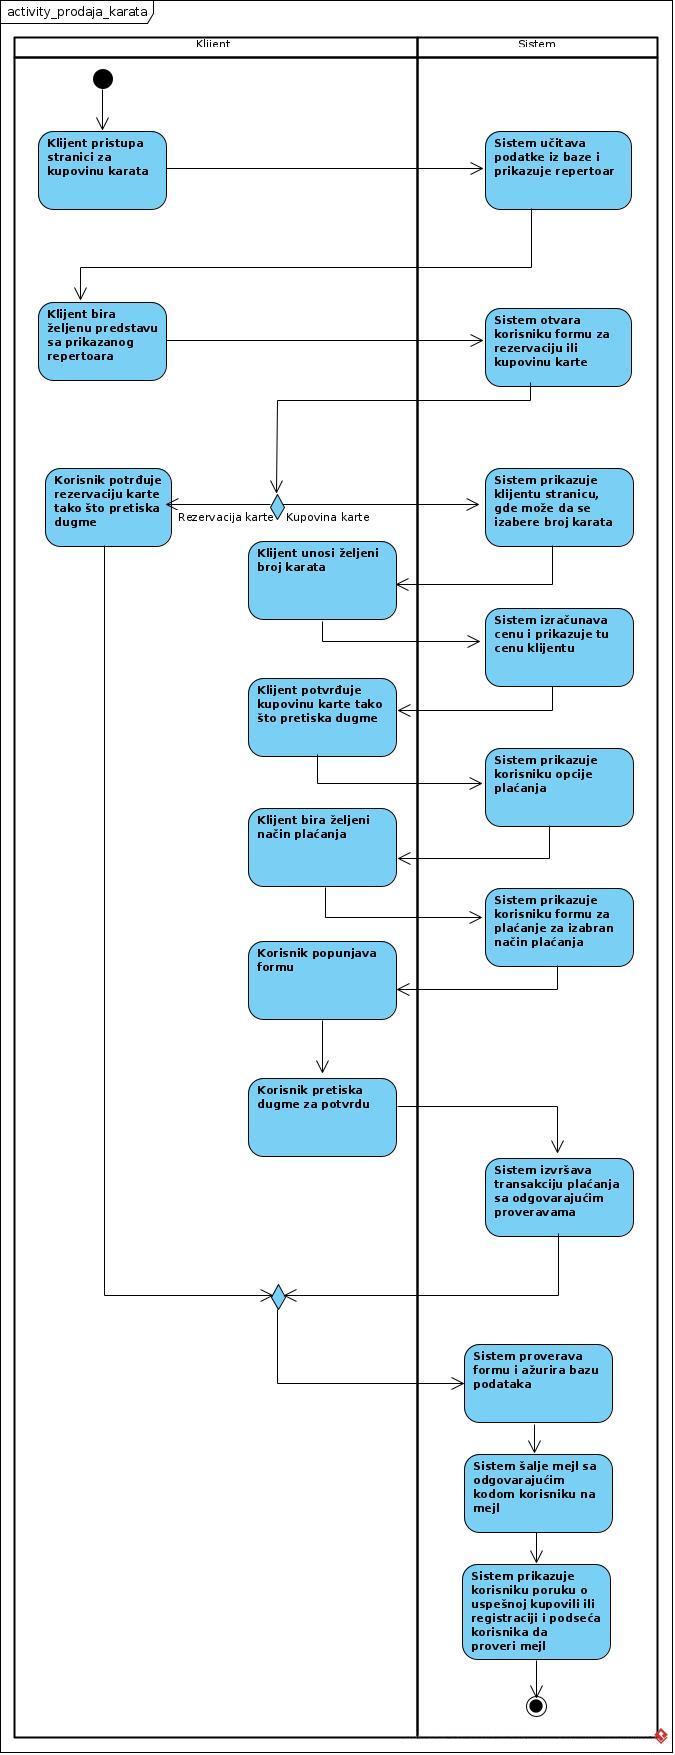 activity_prodaja_karata
Klijent
Sistem
Klijent pristupa
stranici za
kupovinu karata
Sistem učitava
podatke iz baze i
prikazuje repertoar
Klijent bira
željenu predstavu
sa prikazanog
repertoara
Sistem otvara
korisniku formu za
rezervaciju ili
kupovinu karte
Korisnik potrđuje
rezervaciju karte
tako što pretiska
dugme
Rezervacija karte
Kupovina karte
Sistem prikazuje
klijentu stranicu,
gde može da se
izabere broj karata
Klijent unosi željeni
broj karata
Sistem izračunava
cenu i prikazuje tu
cenu klijentu
Klijent potvrđuje
kupovinu karte tako
što pretiska dugme
Sistem prikazuje
korisniku opcije
plaćanja
Klijent bira željeni
način plaćanja
Sistem prikazuje
korisniku formu za
plaćanje za izabran
način plaćanja
Korisnik popunjava
formu
Korisnik pretiska
dugme za potvrdu
Sistem izvršava
transakciju plaćanja
sa odgovarajućim
proveravama
Sistem proverava
formu i ažurira bazu
podataka
Sistem šalje mejl sa
odgovarajućim
kodom korisniku na
mejl
Sistem prikazuje
korisniku poruku o
uspešnoj kupovili ili
registraciji i podseća
korisnika da
proveri mejl